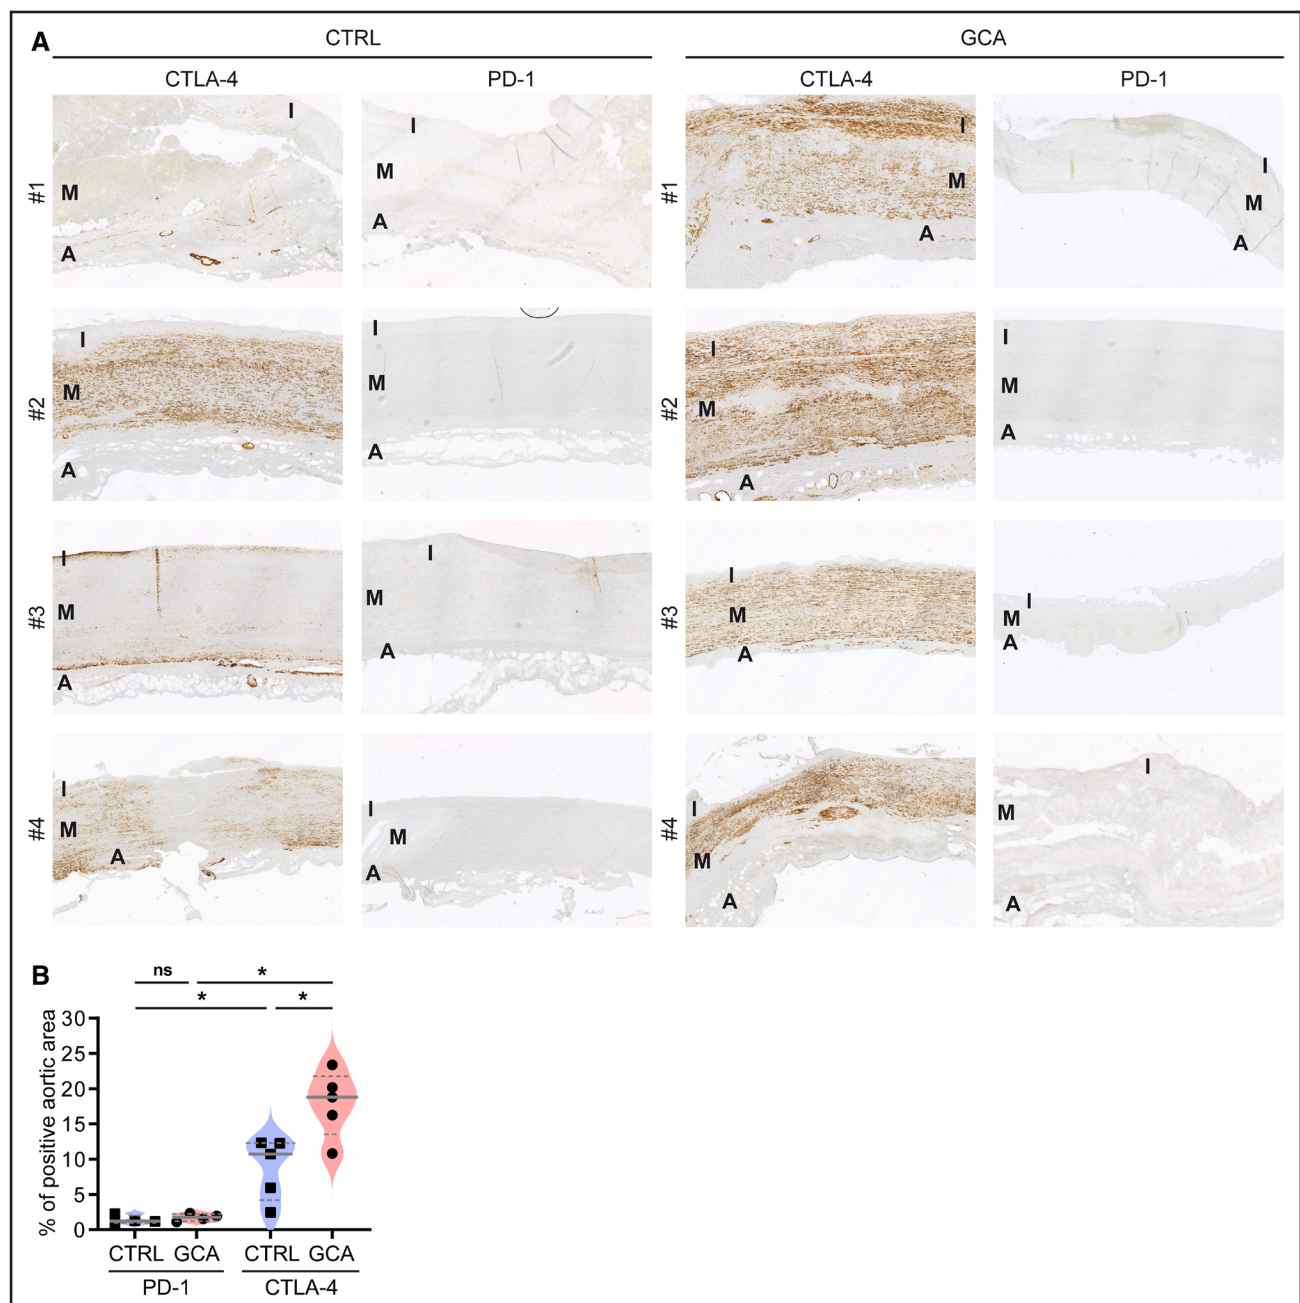 A
CTRL GCA
CTLA-4 PD-1 CTLA-4 PD-1
#1 I M A I M A #1 I M A I M A
#2 I M A I M A #2 I M A I M A
#3 I M A I M A #3 I M A I M A
#4 I M A I M A #4 I M A I M A
B
ns *
* *
% of positive aortic area
30
25
20
15
10
5
0
CTRL GCA CTRL GCA
PD-1 CTLA-4